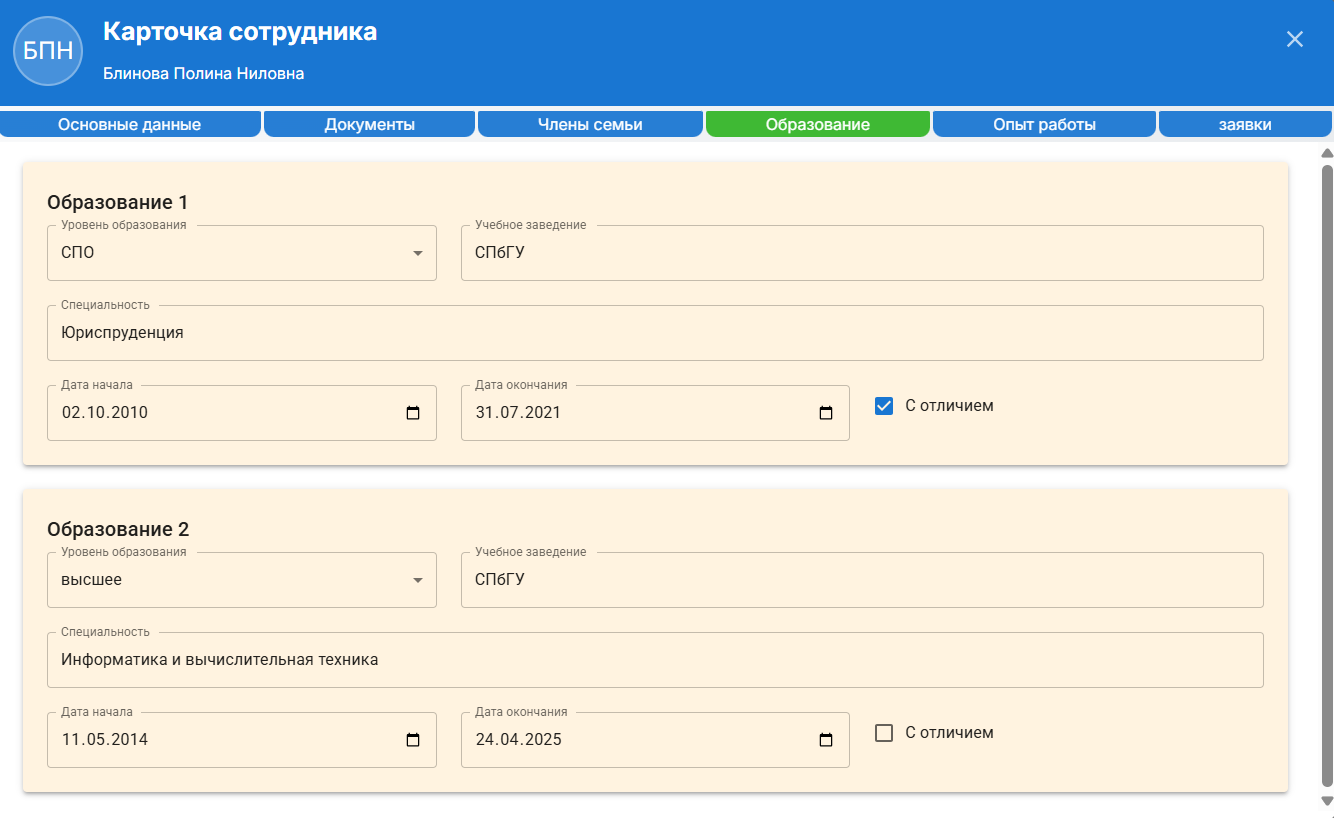 БПН
Карточка сотрудника
Блинова Полина Ниловна
Основные данные Документы Члены семьи Образование Опыт работы заявки
Образование 1
Уровень образования Учебное заведение
СПО СПбГУ
Специальность
Юриспруденция
Дата начала Дата окончания
02.10.2010 31.07.2021 С отличием
Образование 2
Уровень образования Учебное заведение
высшее СПбГУ
Специальность
Информатика и вычислительная техника
Дата начала Дата окончания
11.05.2014 24.04.2025 С отличием